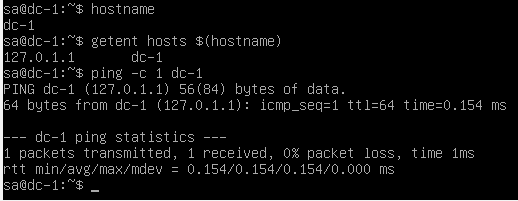 sa@dc-1:~$ hostname
dc-1
sa@dc-1:~$ getent hosts $(hostname)
127.0.1.1       dc-1
sa@dc-1:~$ ping -c 1 dc-1
PING dc-1 (127.0.1.1) 56(84) bytes of data.
64 bytes from dc-1 (127.0.1.1): icmp_seq=1 ttl=64 time=0.154 ms

--- dc-1 ping statistics ---
1 packets transmitted, 1 received, 0% packet loss, time 1ms
rtt min/avg/max/mdev = 0.154/0.154/0.154/0.000 ms
sa@dc-1:~$ _